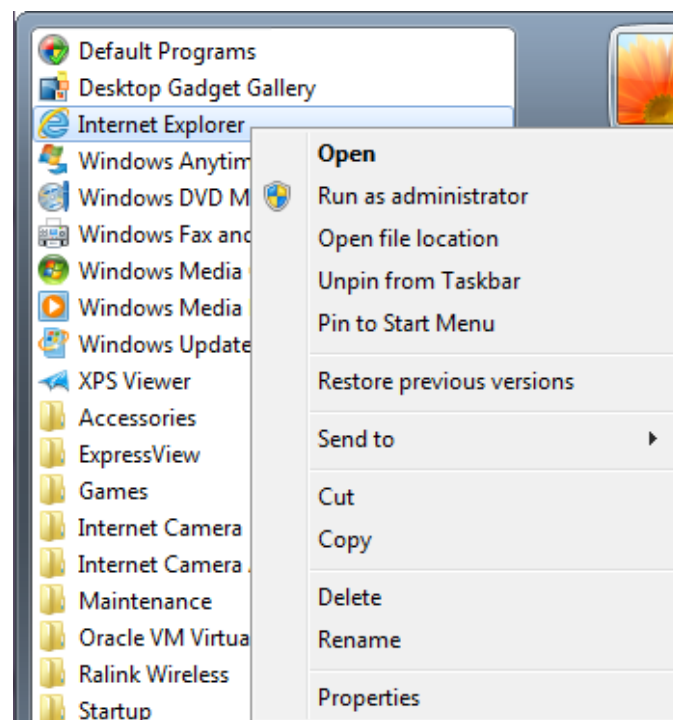 Default Programs
Desktop Gadget Gallery
Internet Explorer
Windows Anytim
Windows DVD M
Windows Fax and
Windows Media
Windows Media
Windows Update
XPS Viewer
Accessories
ExpressView
Games
Internet Camera
Internet Camera
Maintenance
Oracle VM Virtua
Ralink Wireless
Startup
Open
Run as administrator
Open file location
Unpin from Taskbar
Pin to Start Menu
Restore previous versions
Send to
Cut
Copy
Delete
Rename
Properties